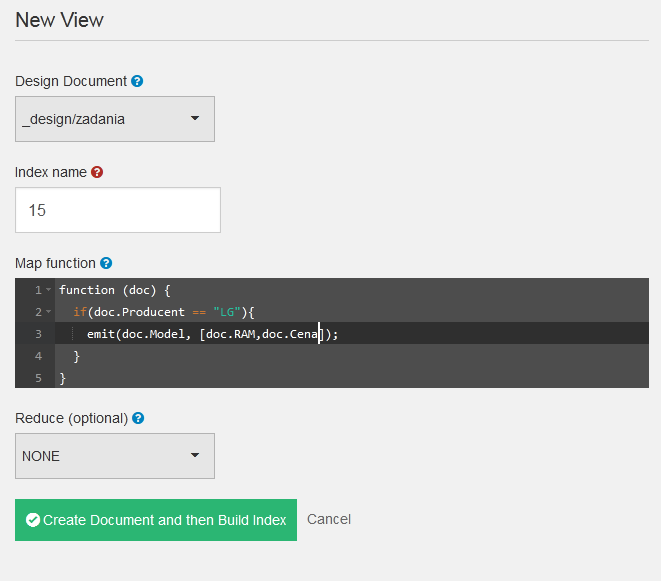 New View
Design Document ?
_design/zadania
Index name ?
15
Map function ?
1 function (doc) {
2 if(doc.Producent == "LG"){
3 emit(doc.Model, [doc.RAM,doc.Cena]);
4 }
5 }
Reduce (optional) ?
NONE
Create Document and then Build Index Cancel